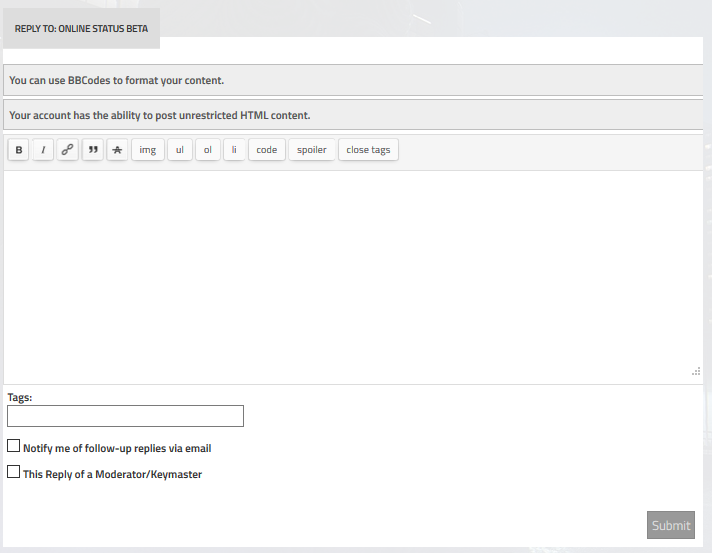 REPLY TO: ONLINE STATUS BETA
You can use BBCodes to format your content.
Your account has the ability to post unrestricted HTML content.
B I img ul ol li code spoiler close tags
Tags:
Notify me of follow-up replies via email
This Reply of a Moderator/Keymaster
Submit